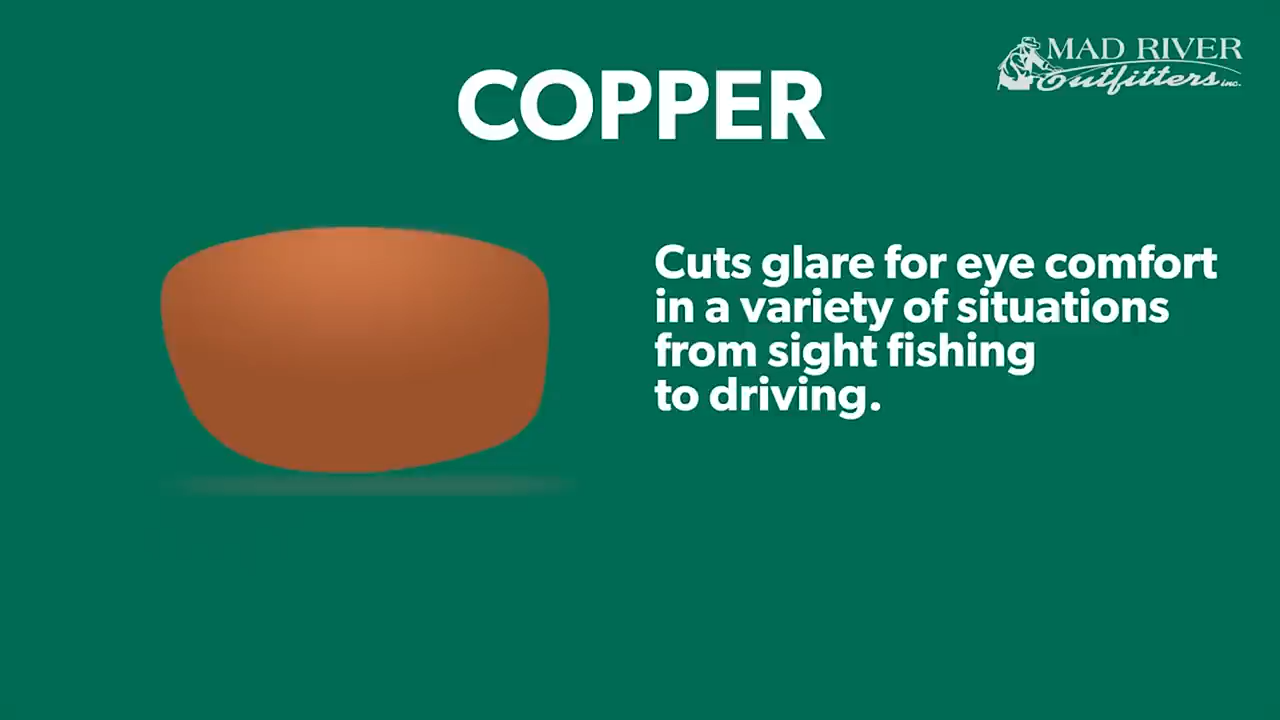 MAD RIVER
Outfitters inc.
COPPER
Cuts glare for eye comfort
in a variety of situations
from sight fishing
to driving.